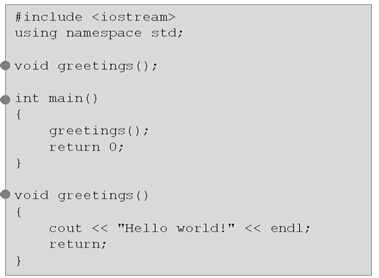 #include <iostream>
using namespace std;
void greetings();
int main()
{
greetings();
return 0;
}
void greetings()
{
cout << "Hello world!" << endl;
return;
}